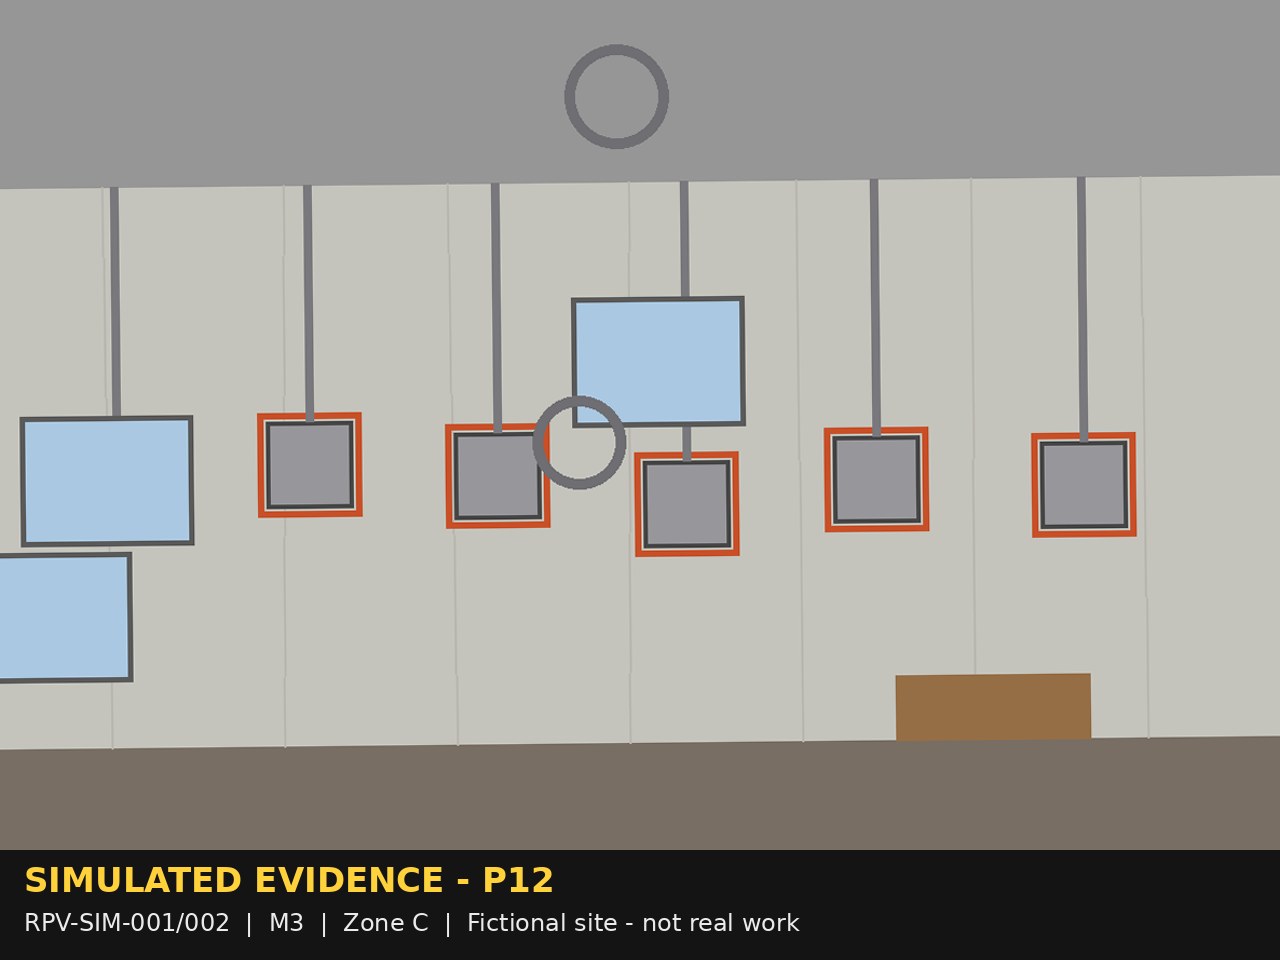 SIMULATED EVIDENCE - P12
RPV-SIM-001/002 | M3 | Zone C | Fictional site - not real work